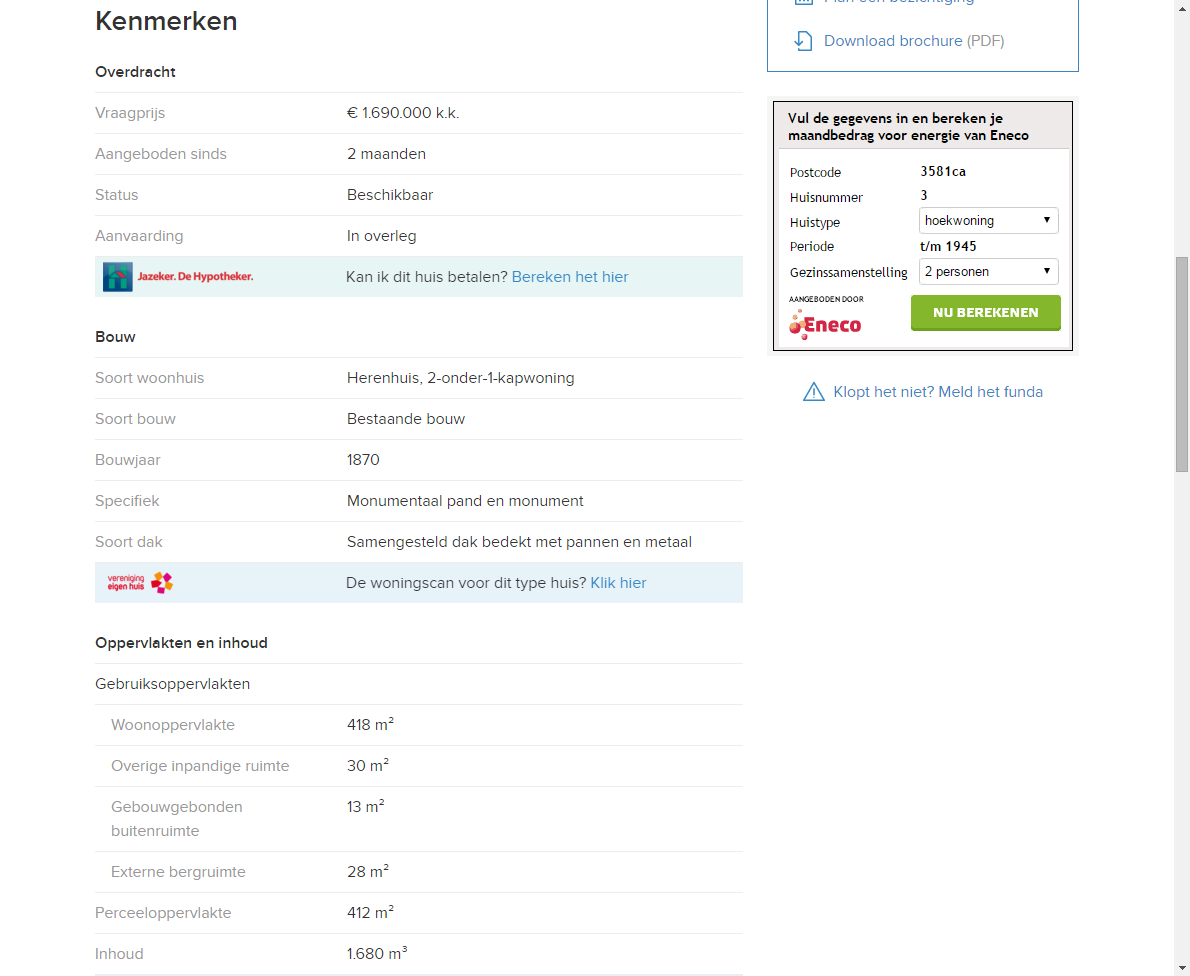 Kenmerken
Overdracht
Vraagprijs € 1.690.000 k.k.
Aangeboden sinds 2 maanden
Status Beschikbaar
Aanvaarding In overleg
Jazeker. De Hypotheker. Kan ik dit huis betalen? Bereken het hier
Bouw
Soort woonhuis Herenhuis, 2-onder-1-kapwoning
Soort bouw Bestaande bouw
Bouwjaar 1870
Specifiek Monumentaal pand en monument
Soort dak Samengesteld dak bedekt met pannen en metaal
vereniging
eigen huis De woningscan voor dit type huis? Klik hier
Oppervlakten en inhoud
Gebruiksoppervlakten
Woonoppervlakte 418 m²
Overige inpandige ruimte 30 m²
Gebouwgebonden 13 m²
buitenruimte
Externe bergruimte 28 m²
Perceeloppervlakte 412 m²
Inhoud 1.680 m³
Plan een bezichtiging
Download brochure (PDF)
Vul de gegevens in en bereken je
maandbedrag voor energie van Eneco
Postcode 3581ca
Huisnummer 3
Huistype hoekwoning
Periode t/m 1945
Gezinssamenstelling 2 personen
AANGEBODEN DOOR
Eneco NU BEREKENEN
Klopt het niet? Meld het funda